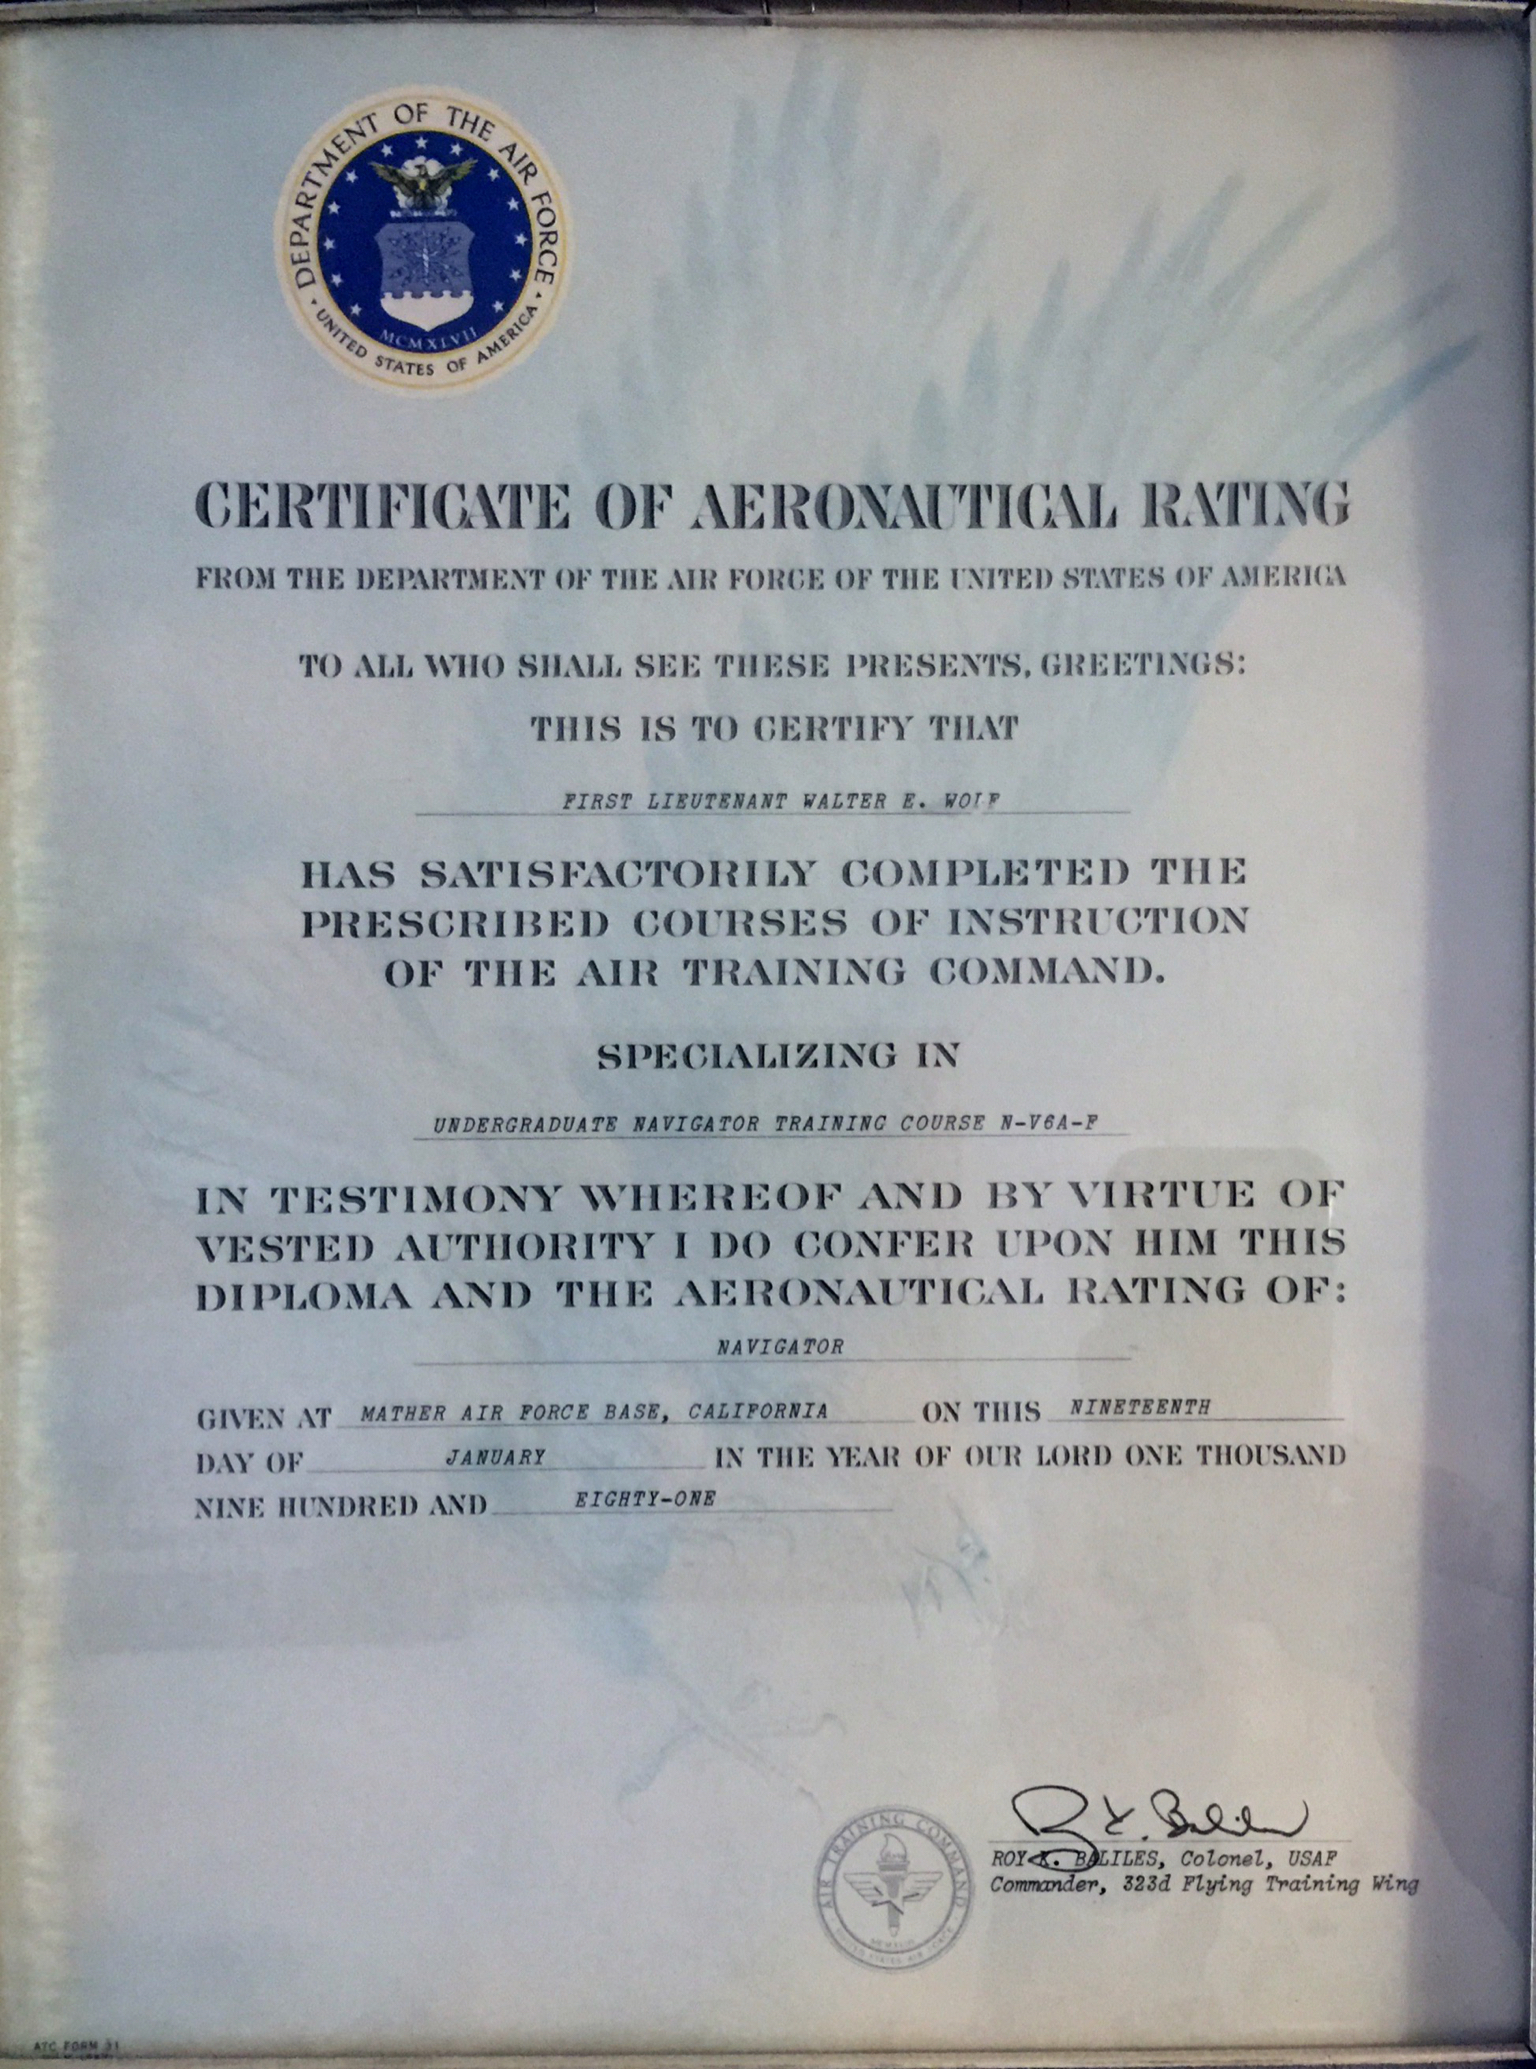 DEPARTMENT OF THE AIR FORCE
MCMXLVII
UNITED STATES OF AMERICA
CERTIFICATE OF AERONAUTICAL RATING
FROM THE DEPARTMENT OF THE AIR FORCE OF THE UNITED STATES OF AMERICA
TO ALL WHO SHALL SEE THESE PRESENTS, GREETINGS:
THIS IS TO CERTIFY THAT
FIRST LIEUTENANT WALTER E. WOLF
HAS SATISFACTORILY COMPLETED THE
PRESCRIBED COURSES OF INSTRUCTION
OF THE AIR TRAINING COMMAND.
SPECIALIZING IN
UNDERGRADUATE NAVIGATOR TRAINING COURSE N-V6A-F
IN TESTIMONY WHEREOF AND BY VIRTUE OF
VESTED AUTHORITY I DO CONFER UPON HIM THIS
DIPLOMA AND THE AERONAUTICAL RATING OF:
NAVIGATOR
GIVEN AT MATHER AIR FORCE BASE, CALIFORNIA ON THIS NINETEENTH
DAY OF JANUARY IN THE YEAR OF OUR LORD ONE THOUSAND
NINE HUNDRED AND EIGHTY-ONE
Roy K. Baliles
ROY K. BALILES, Colonel, USAF
Commander, 323d Flying Training Wing
AIR TRAINING COMMAND
UNITED STATES AIR FORCE
ATC FORM 31